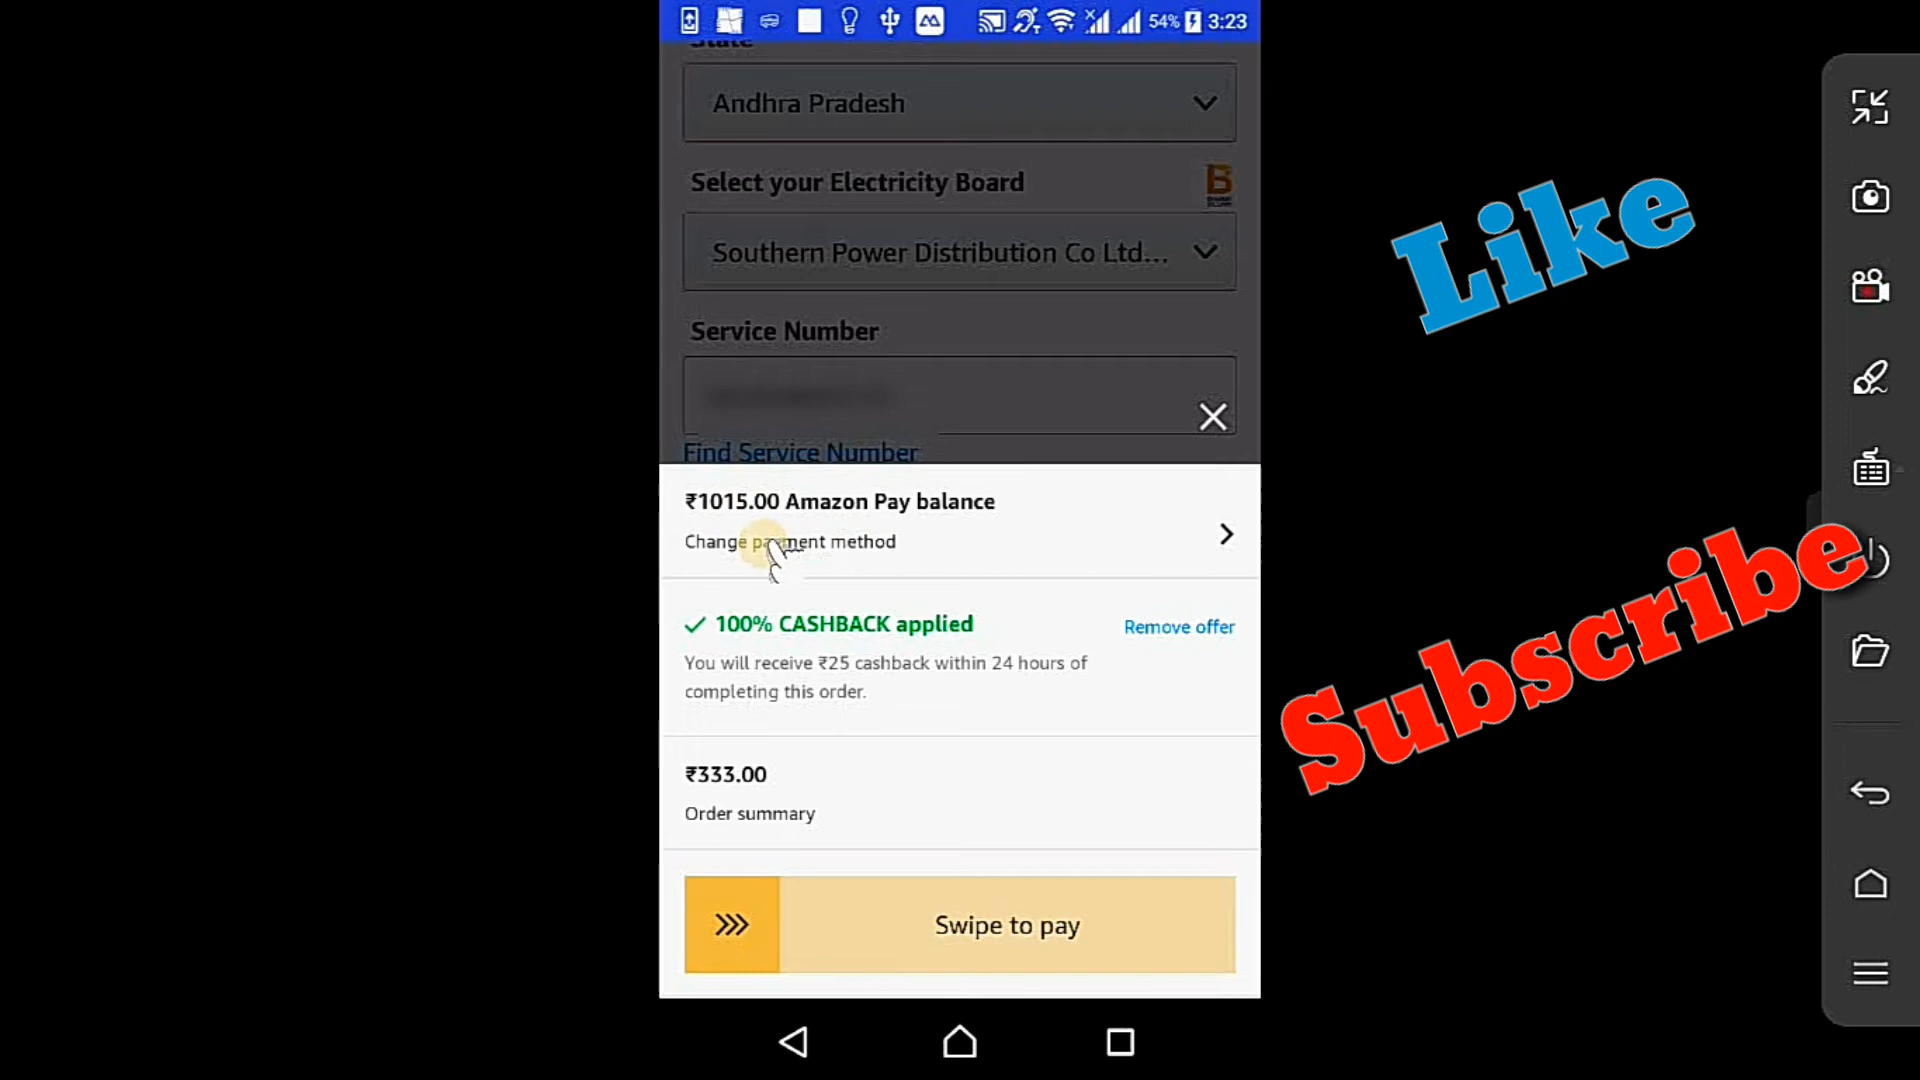 54% 3:23
State
Andhra Pradesh
Select your Electricity Board
B
Southern Power Distribution Co Ltd...
Service Number
Find Service Number
₹1015.00 Amazon Pay balance
Change payment method
100% CASHBACK applied
Remove offer
You will receive ₹25 cashback within 24 hours of
completing this order.
₹333.00
Order summary
Swipe to pay
Like
Subscribe